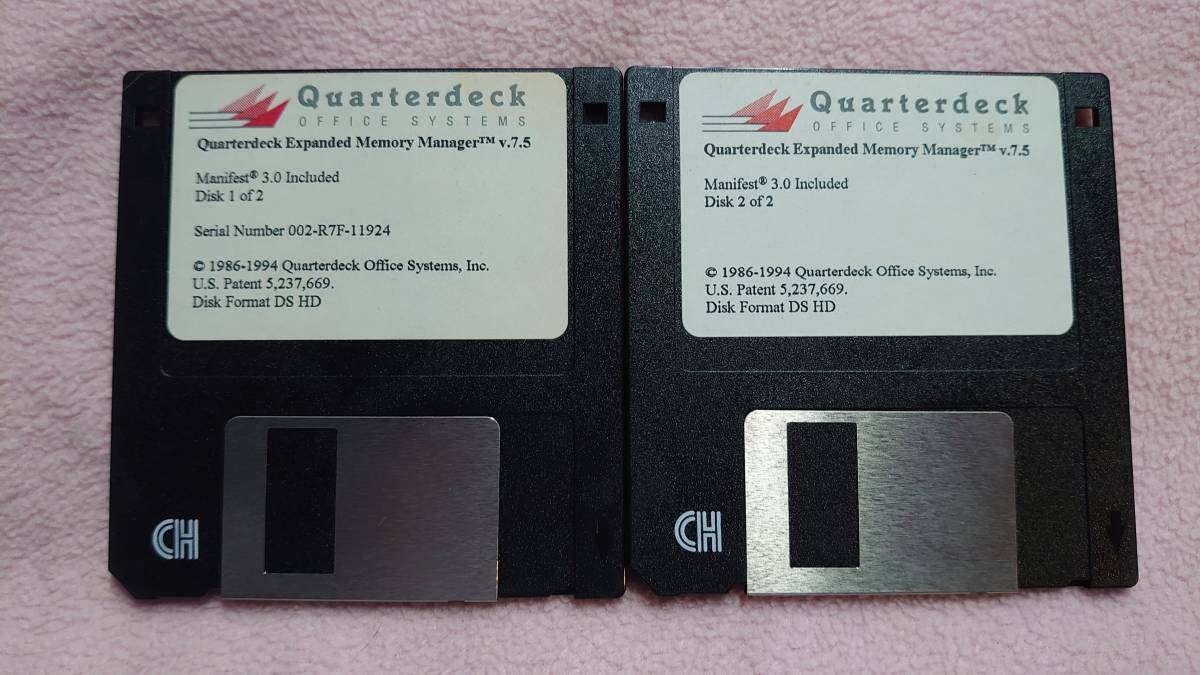 Quarterdeck
OFFICE SYSTEMS
Quarterdeck Expanded Memory Manager™ v.7.5
Manifest® 3.0 Included
Disk 1 of 2
Serial Number 002-R7F-11924
© 1986-1994 Quarterdeck Office Systems, Inc.
U.S. Patent 5,237,669.
Disk Format DS HD
CH
Quarterdeck
OFFICE SYSTEMS
Quarterdeck Expanded Memory Manager™ v.7.5
Manifest® 3.0 Included
Disk 2 of 2
© 1986-1994 Quarterdeck Office Systems, Inc.
U.S. Patent 5,237,669.
Disk Format DS HD
CH